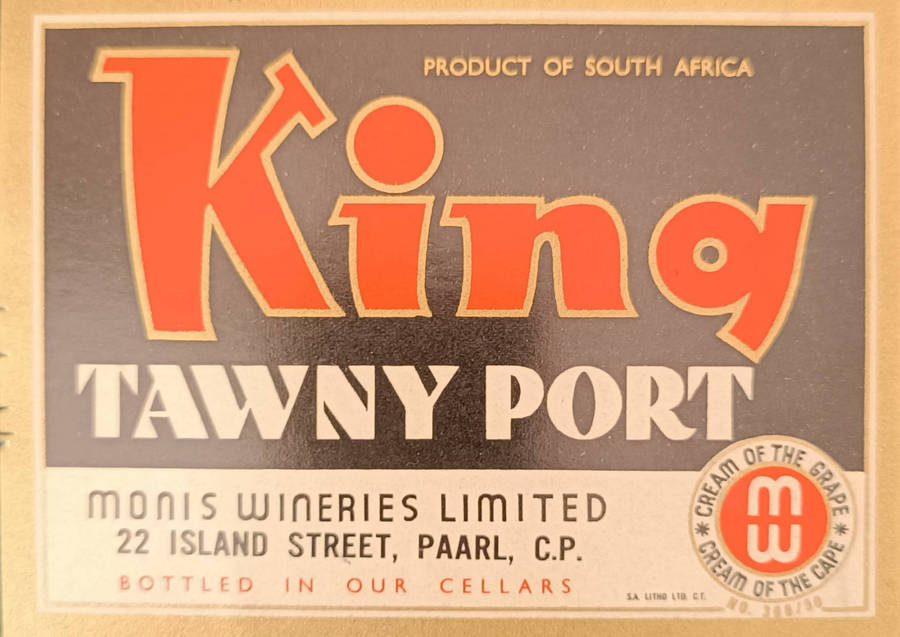 PRODUCT OF SOUTH AFRICA
King
TAWNY PORT
MONIS WINERIES LIMITED
22 ISLAND STREET, PAARL, C.P.
BOTTLED IN OUR CELLARS
CREAM OF THE GRAPE
MW
* CREAM OF THE CAPE *
S.A. LITHO LTD. C.T.
NO.